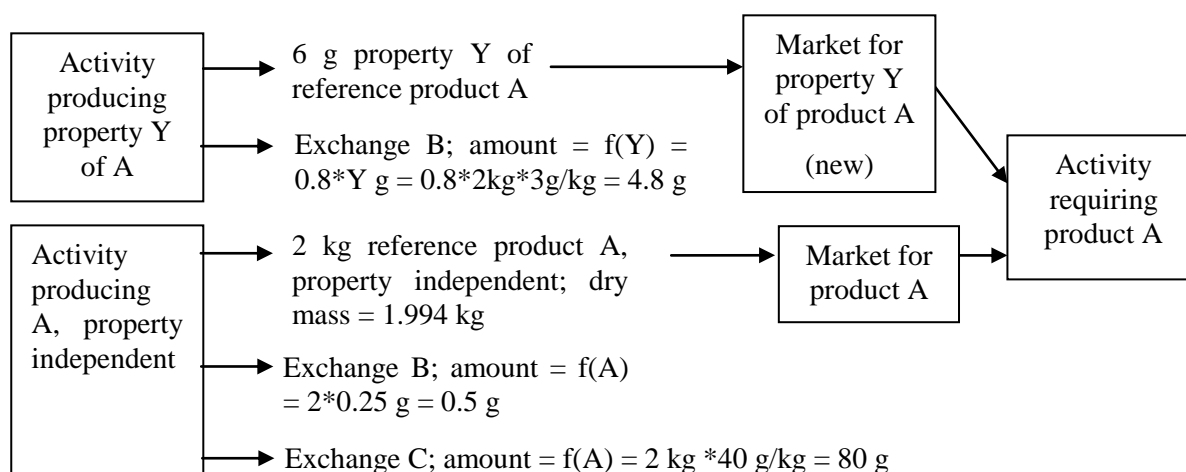 Activity
producing
property Y
of A
6 g property Y of
reference product A
Exchange B; amount = f(Y) =
0.8*Y g = 0.8*2kg*3g/kg = 4.8 g
Market for
property Y
of product A
(new)
Activity
requiring
product A
Activity
producing
A, property
independent
2 kg reference product A,
property independent; dry
mass = 1.994 kg
Market for
product A
Exchange B; amount = f(A)
= 2*0.25 g = 0.5 g
Exchange C; amount = f(A) = 2 kg *40 g/kg = 80 g